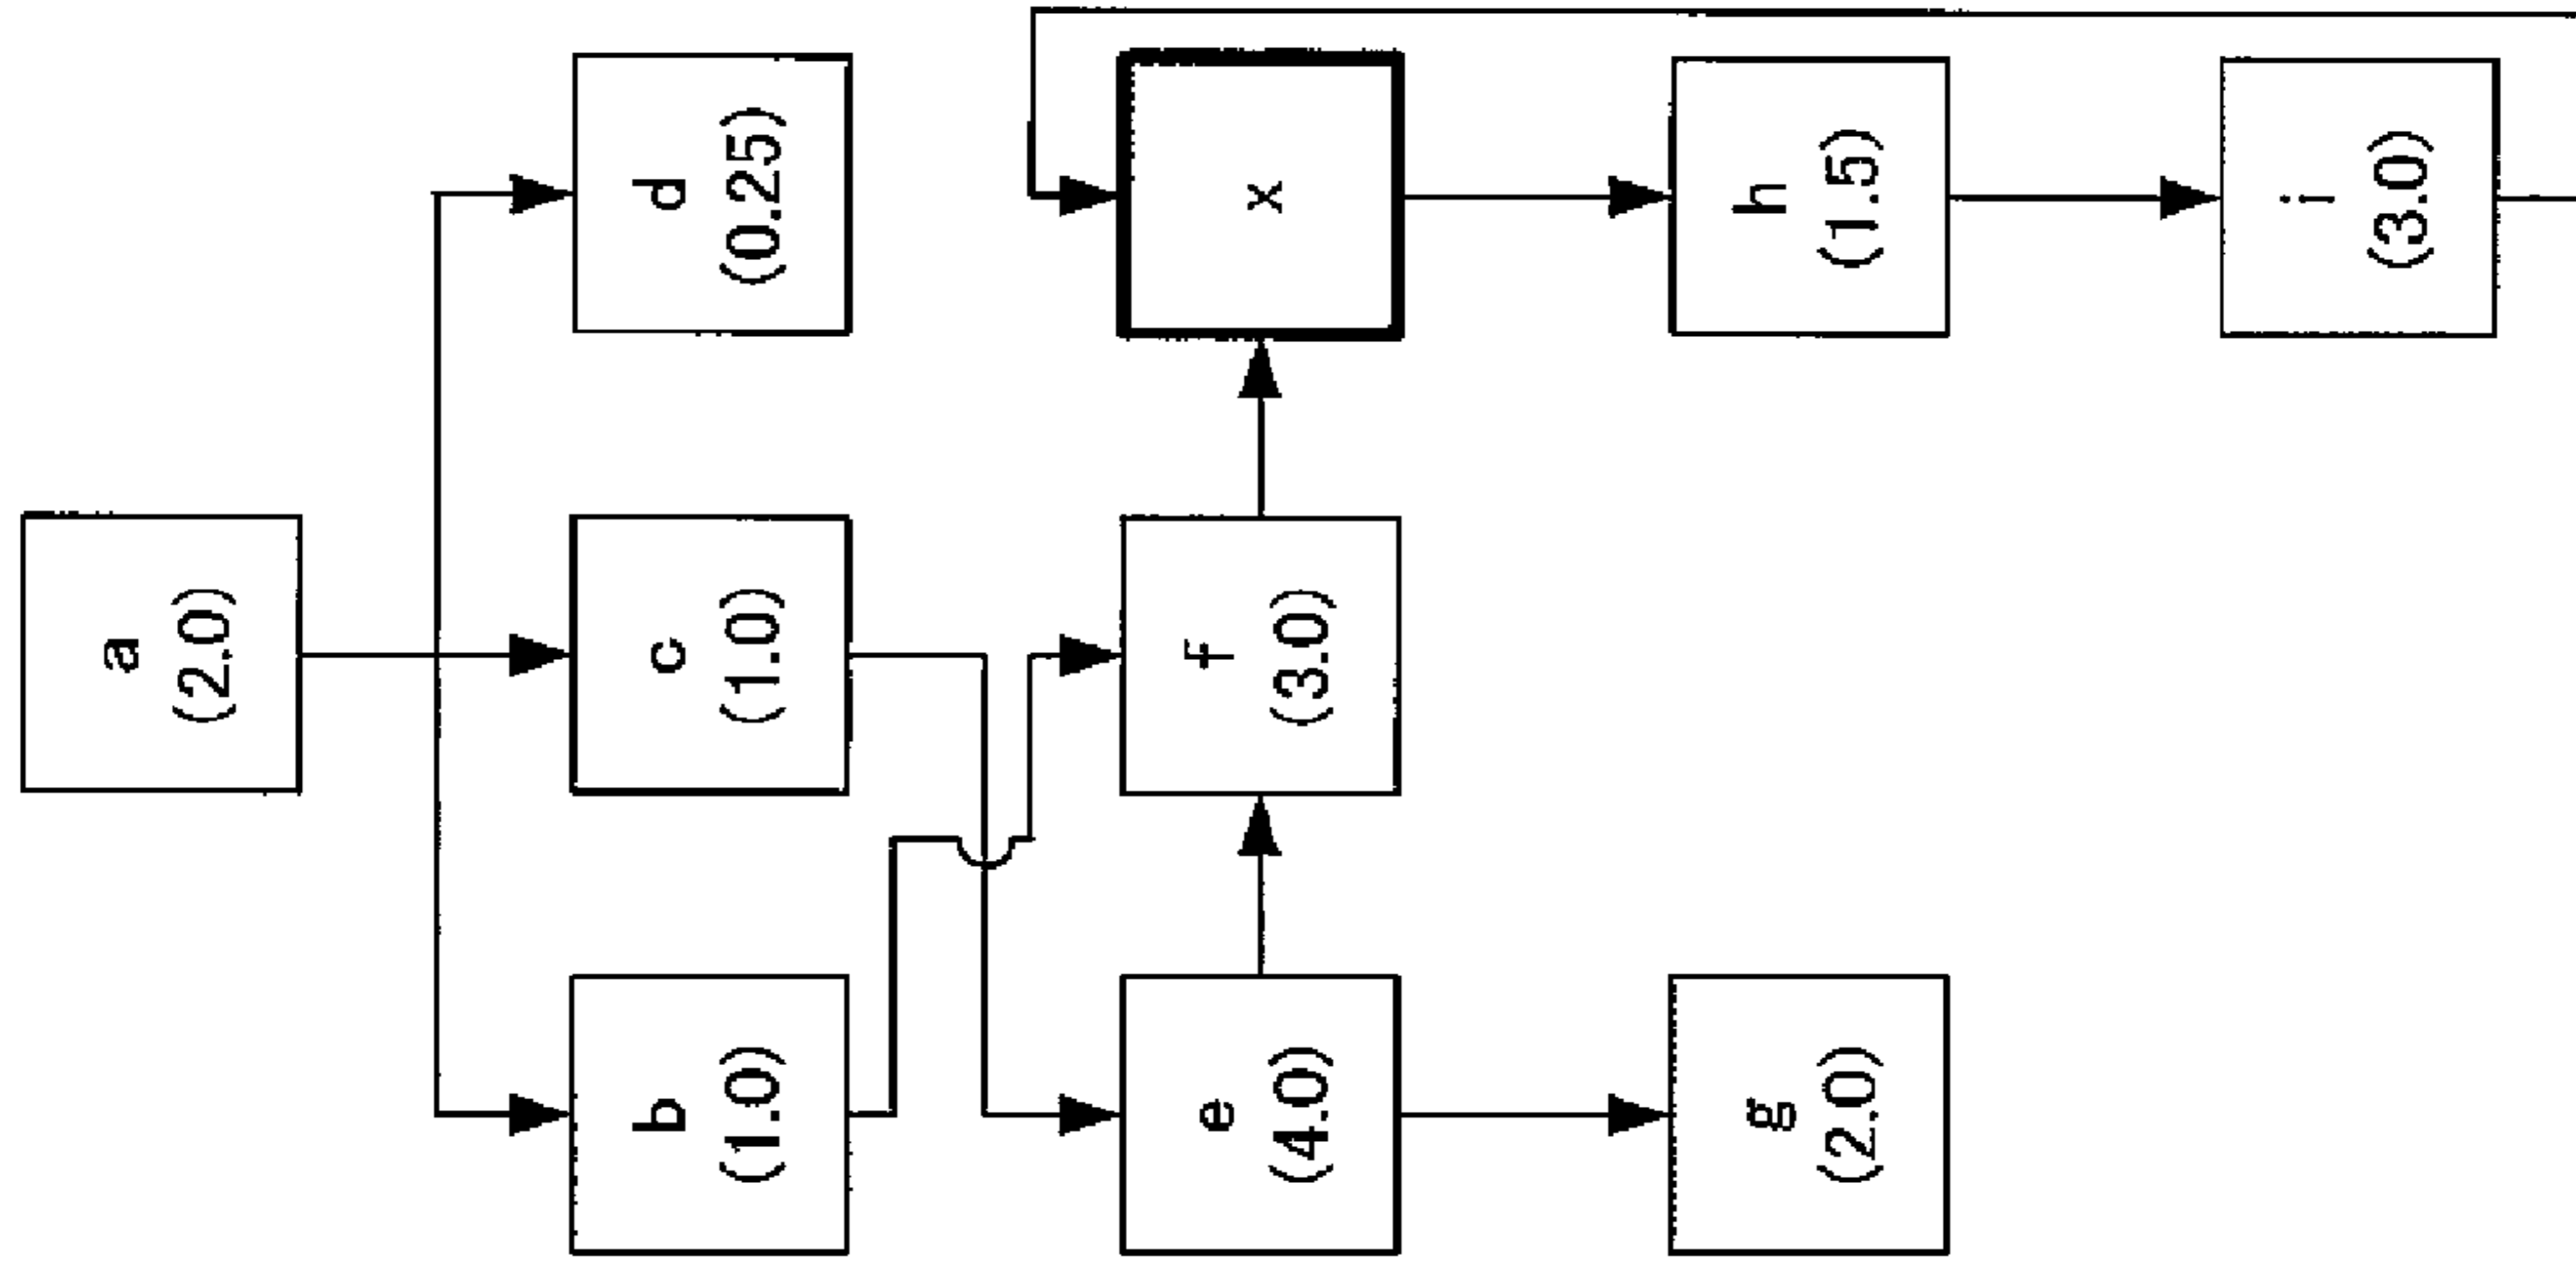 a
(2.0)
b
(1.0)
c
(1.0)
d
(0.25)
e
(4.0)
f
(3.0)
x
g
(2.0)
h
(1.5)
i
(3.0)